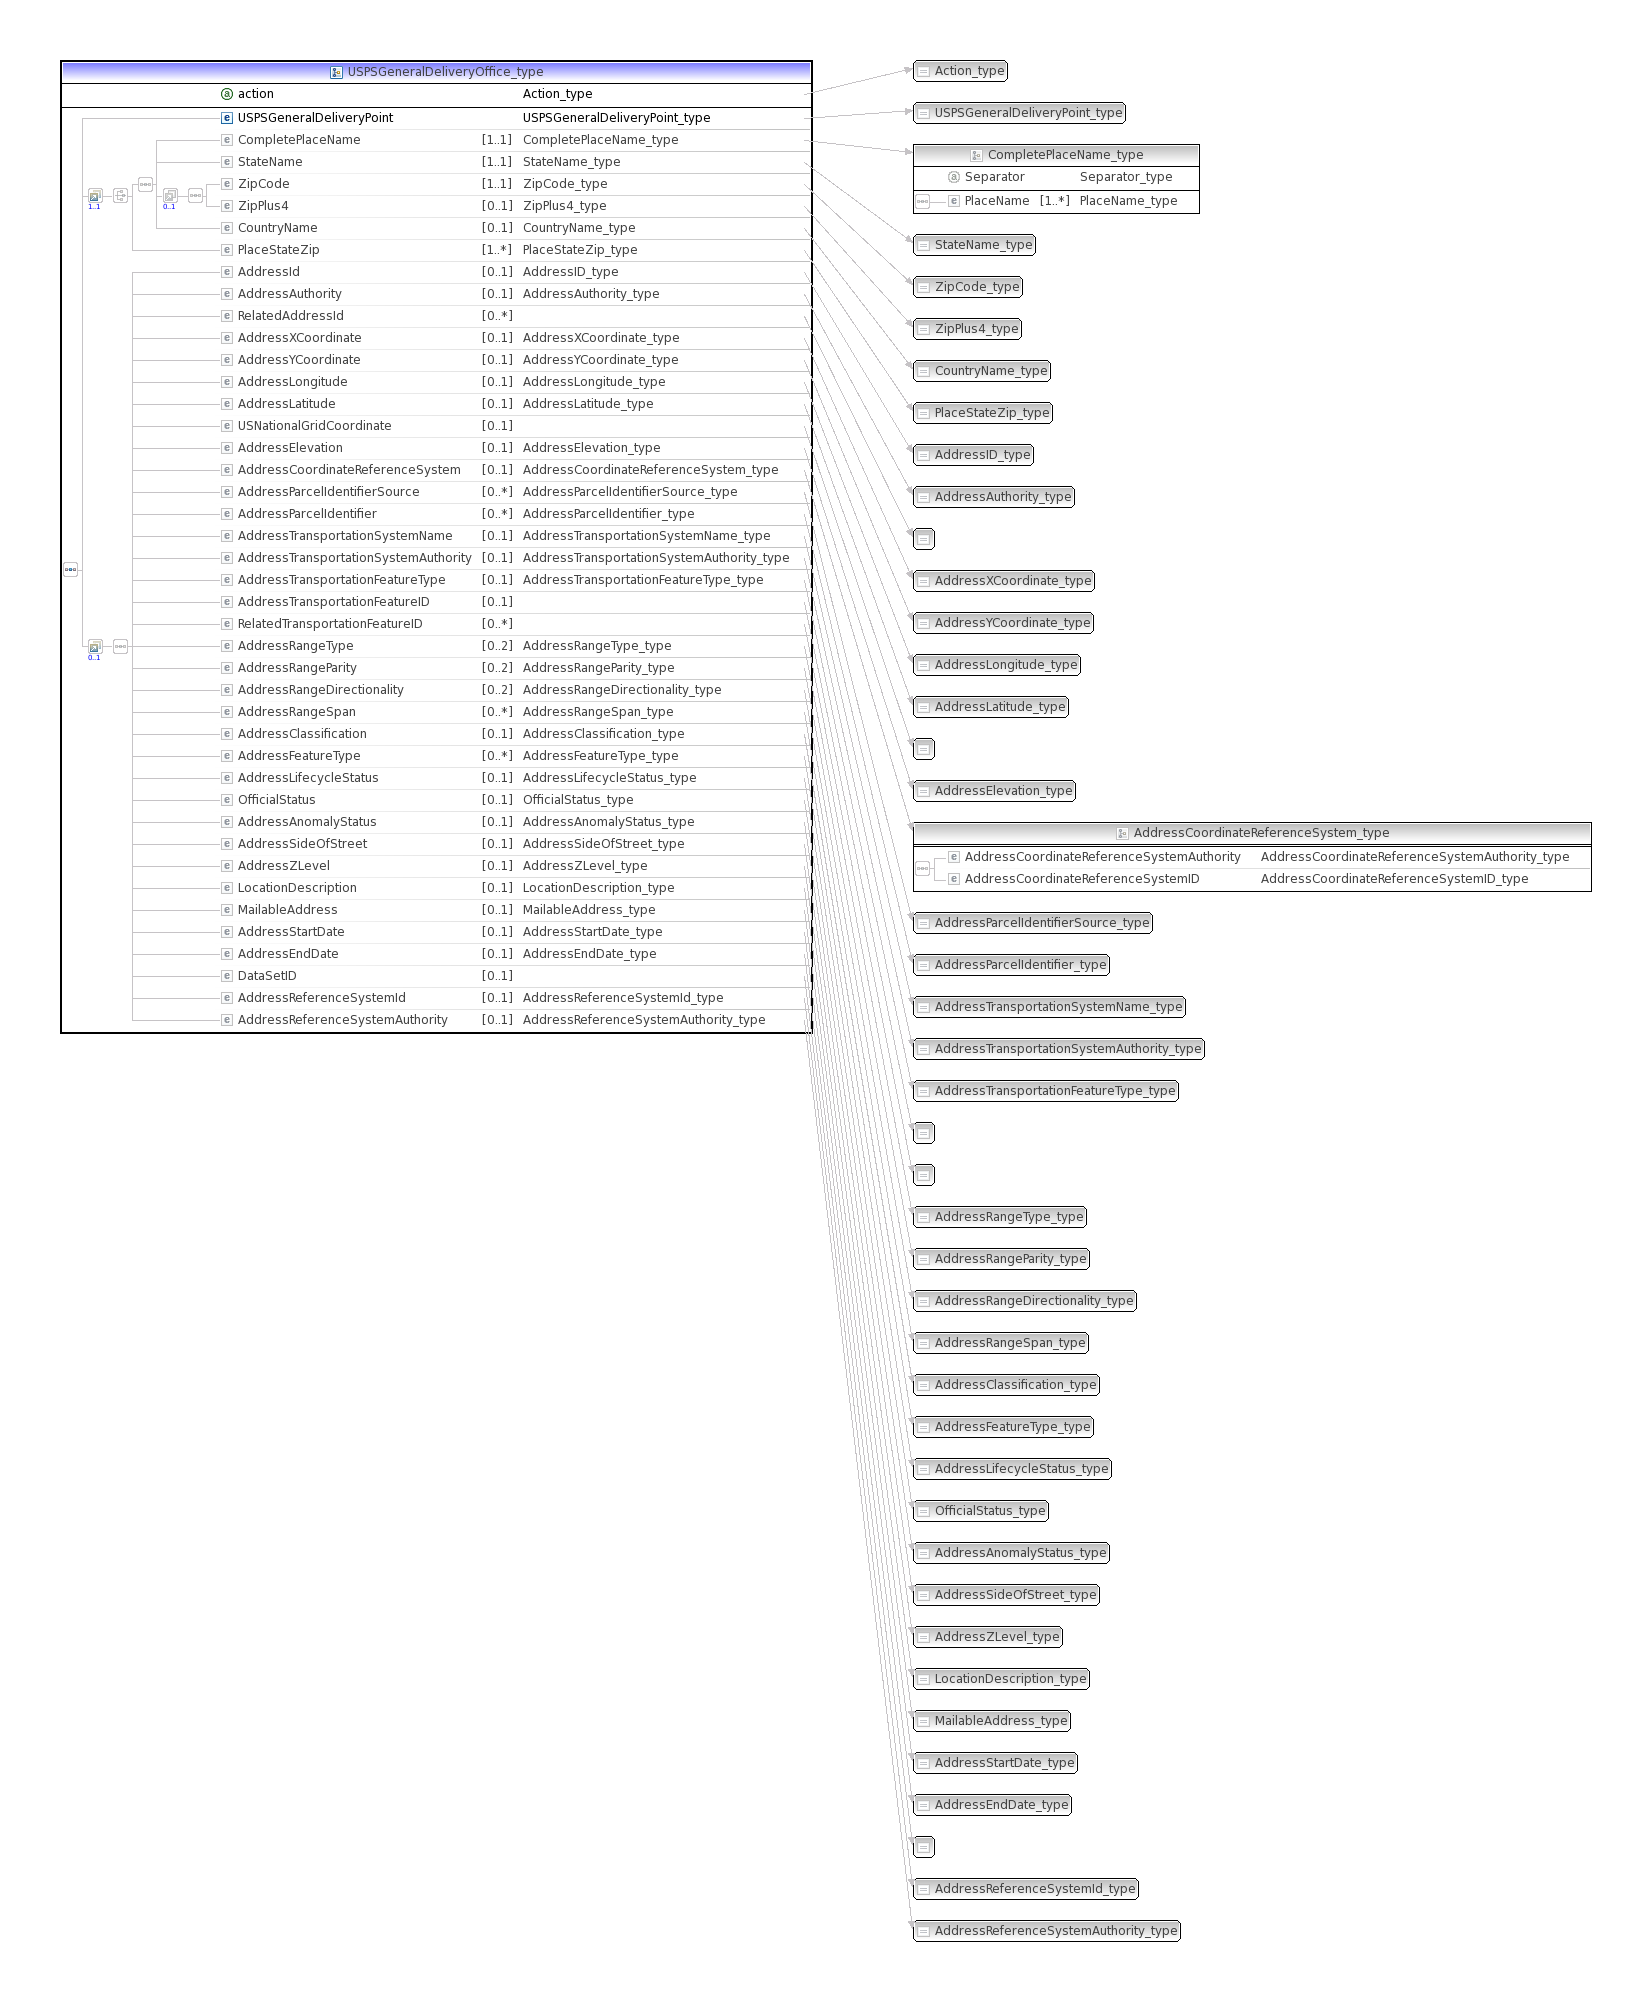 USPSGeneralDeliveryOffice_type
action Action_type
USPSGeneralDeliveryPoint USPSGeneralDeliveryPoint_type
CompletePlaceName [1..1] CompletePlaceName_type
StateName [1..1] StateName_type
ZipCode [1..1] ZipCode_type
1..1
0..1
ZipPlus4 [0..1] ZipPlus4_type
CountryName [0..1] CountryName_type
PlaceStateZip [1..*] PlaceStateZip_type
AddressId [0..1] AddressID_type
AddressAuthority [0..1] AddressAuthority_type
RelatedAddressId [0..*]
AddressXCoordinate [0..1] AddressXCoordinate_type
AddressYCoordinate [0..1] AddressYCoordinate_type
AddressLongitude [0..1] AddressLongitude_type
AddressLatitude [0..1] AddressLatitude_type
USNationalGridCoordinate [0..1]
AddressElevation [0..1] AddressElevation_type
AddressCoordinateReferenceSystem [0..1] AddressCoordinateReferenceSystem_type
AddressParcelIdentifierSource [0..*] AddressParcelIdentifierSource_type
AddressParcelIdentifier [0..*] AddressParcelIdentifier_type
AddressTransportationSystemName [0..1] AddressTransportationSystemName_type
AddressTransportationSystemAuthority [0..1] AddressTransportationSystemAuthority_type
AddressTransportationFeatureType [0..1] AddressTransportationFeatureType_type
AddressTransportationFeatureID [0..1]
RelatedTransportationFeatureID [0..*]
AddressRangeType [0..2] AddressRangeType_type
0..1
AddressRangeParity [0..2] AddressRangeParity_type
AddressRangeDirectionality [0..2] AddressRangeDirectionality_type
AddressRangeSpan [0..*] AddressRangeSpan_type
AddressClassification [0..1] AddressClassification_type
AddressFeatureType [0..*] AddressFeatureType_type
AddressLifecycleStatus [0..1] AddressLifecycleStatus_type
OfficialStatus [0..1] OfficialStatus_type
AddressAnomalyStatus [0..1] AddressAnomalyStatus_type
AddressSideOfStreet [0..1] AddressSideOfStreet_type
AddressZLevel [0..1] AddressZLevel_type
LocationDescription [0..1] LocationDescription_type
MailableAddress [0..1] MailableAddress_type
AddressStartDate [0..1] AddressStartDate_type
AddressEndDate [0..1] AddressEndDate_type
DataSetID [0..1]
AddressReferenceSystemId [0..1] AddressReferenceSystemId_type
AddressReferenceSystemAuthority [0..1] AddressReferenceSystemAuthority_type
Action_type
USPSGeneralDeliveryPoint_type
CompletePlaceName_type
Separator Separator_type
PlaceName [1..*] PlaceName_type
StateName_type
ZipCode_type
ZipPlus4_type
CountryName_type
PlaceStateZip_type
AddressID_type
AddressAuthority_type
AddressXCoordinate_type
AddressYCoordinate_type
AddressLongitude_type
AddressLatitude_type
AddressElevation_type
AddressCoordinateReferenceSystem_type
AddressCoordinateReferenceSystemAuthority AddressCoordinateReferenceSystemAuthority_type
AddressCoordinateReferenceSystemID AddressCoordinateReferenceSystemID_type
AddressParcelIdentifierSource_type
AddressParcelIdentifier_type
AddressTransportationSystemName_type
AddressTransportationSystemAuthority_type
AddressTransportationFeatureType_type
AddressRangeType_type
AddressRangeParity_type
AddressRangeDirectionality_type
AddressRangeSpan_type
AddressClassification_type
AddressFeatureType_type
AddressLifecycleStatus_type
OfficialStatus_type
AddressAnomalyStatus_type
AddressSideOfStreet_type
AddressZLevel_type
LocationDescription_type
MailableAddress_type
AddressStartDate_type
AddressEndDate_type
AddressReferenceSystemId_type
AddressReferenceSystemAuthority_type